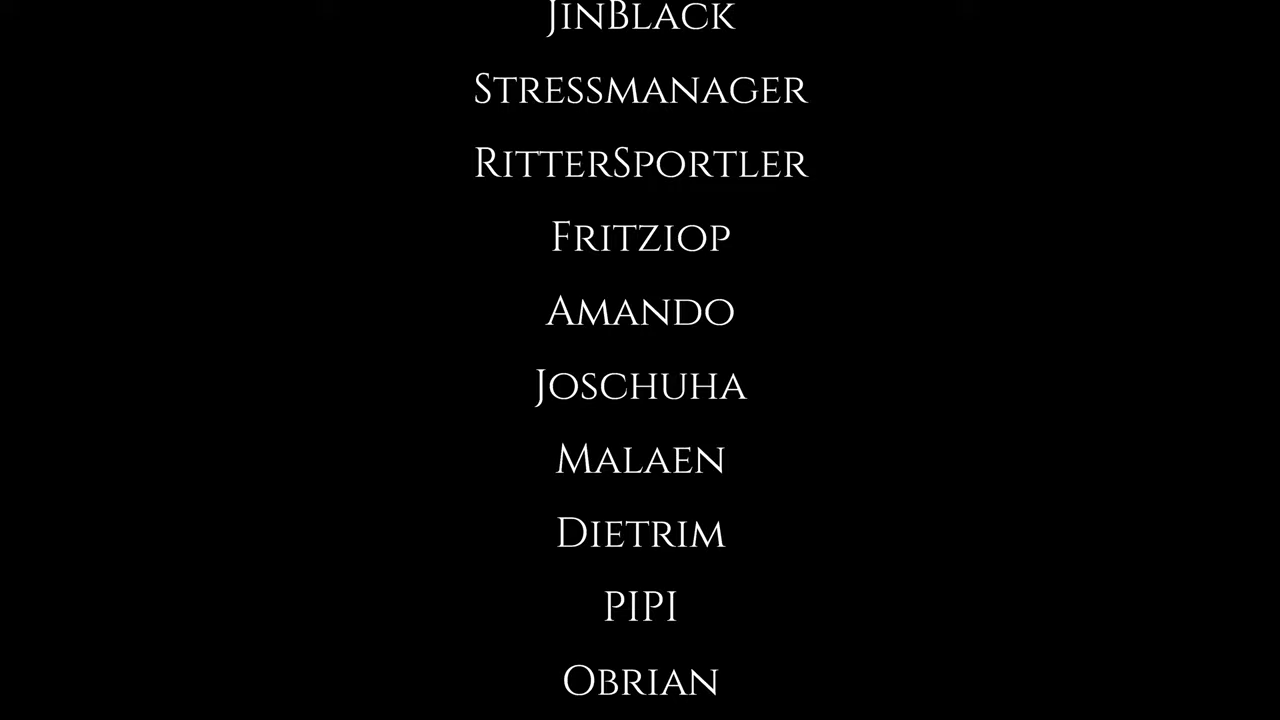 JinBlack
Stressmanager
RitterSportler
Fritziop
Amando
Joschuha
Malaen
Dietrim
PIPI
Obrian